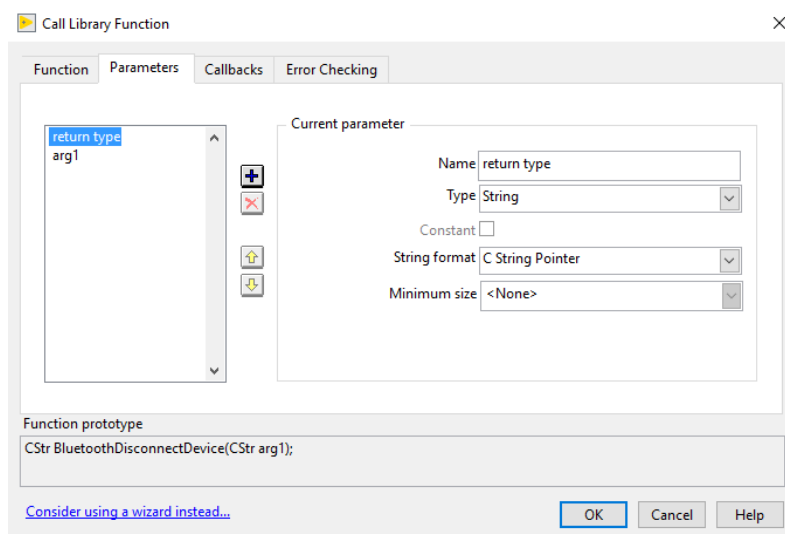 Call Library Function
Function Parameters Callbacks Error Checking
return type
arg1
Current parameter
Name return type
Type String
Constant
String format C String Pointer
Minimum size <None>
Function prototype
CStr BluetoothDisconnectDevice(CStr arg1);
Consider using a wizard instead...
OK Cancel Help